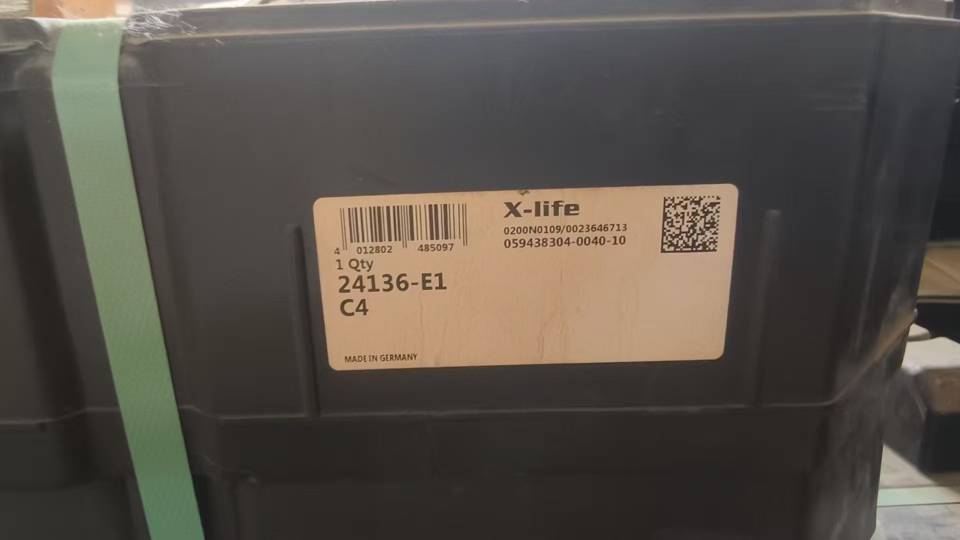 X-life
0200N0109/0023646713
059438304-0040-10
4 012802 485097
1 Qty
24136-E1
C4
MADE IN GERMANY